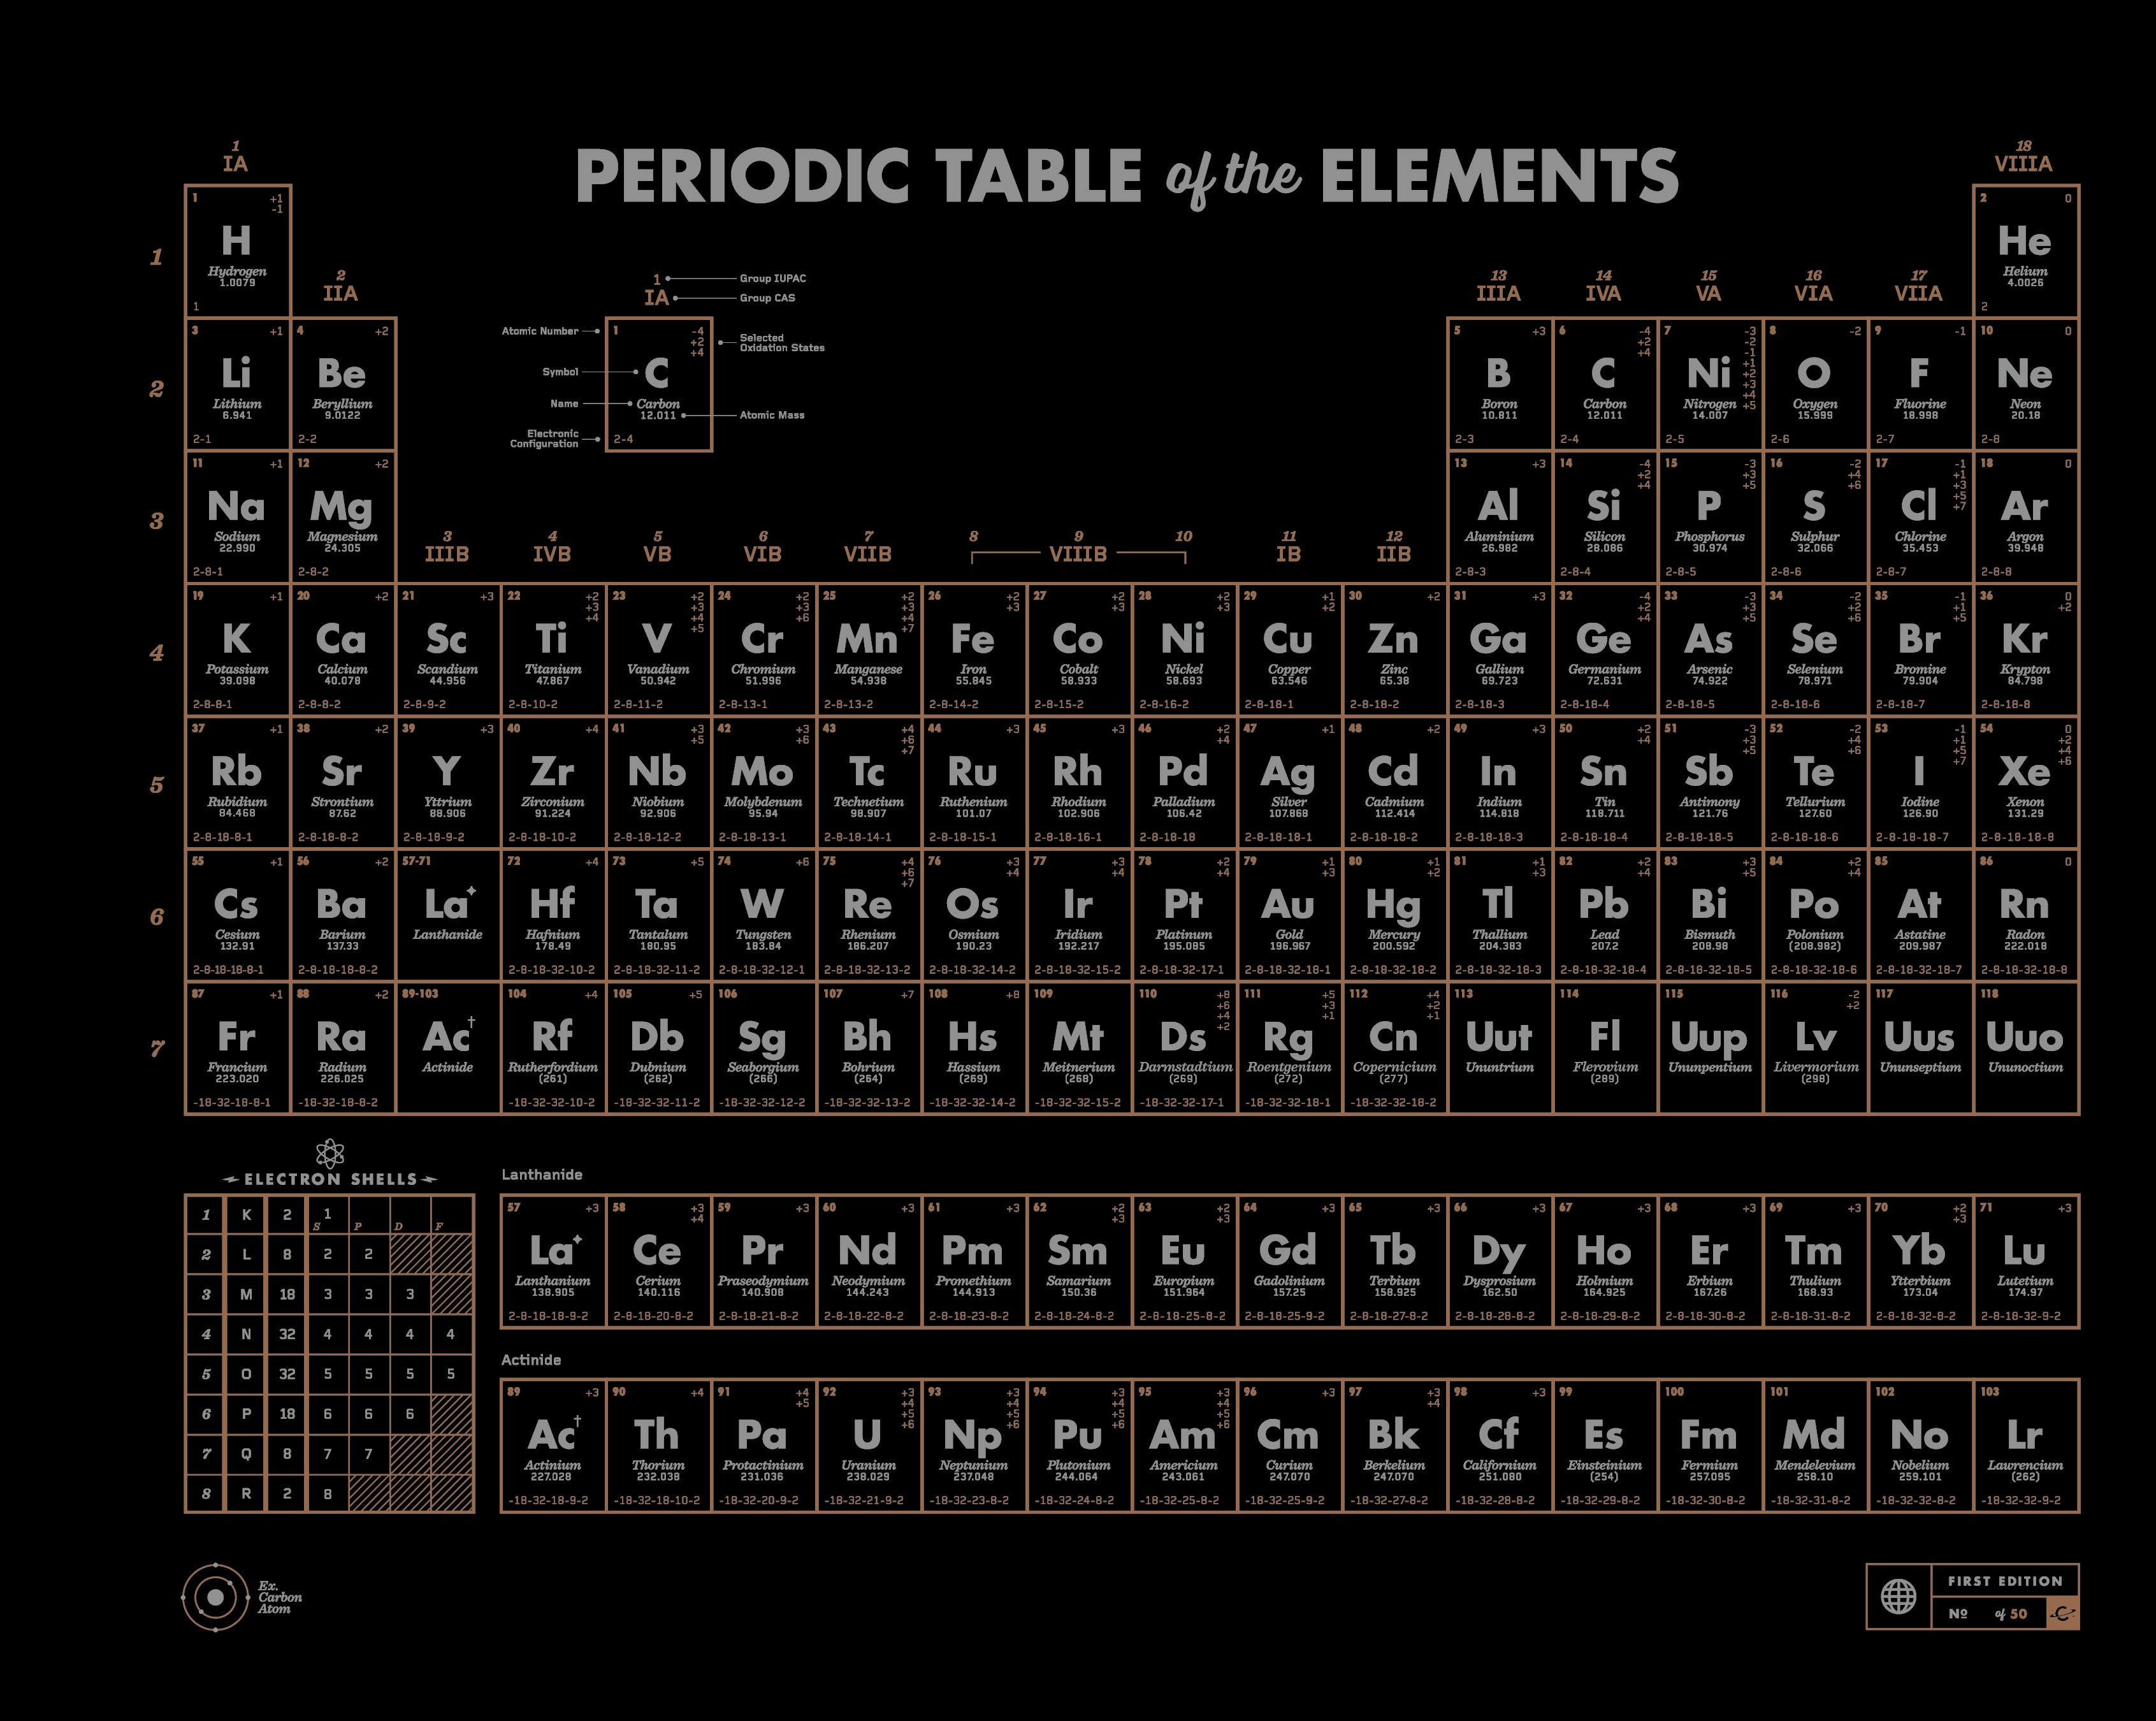 PERIODIC TABLE of the ELEMENTS
1 18
IA VIIIA
1 +1 -1 2 0
H He
Hydrogen Helium
1.0079 4.0026
1 2
1
2 13 14 15 16 17
IIA IIIA IVA VA VIA VIIA
1 Group IUPAC
IA Group CAS
Atomic Number 1 -4 +2 +4 Selected Oxidation States
Symbol C
Name Carbon
12.011 Atomic Mass
Electronic Configuration 2-4
2
3 +1 4 +2 5 +3 6 -4 +2 +4 7 -3 -2 -1 +1 +2 +3 +4 +5 8 -2 9 -1 10 0
Li Be B C Ni O F Ne
Lithium Beryllium Boron Carbon Nitrogen Oxygen Fluorine Neon
6.941 9.0122 10.811 12.011 14.007 15.999 18.998 20.18
2-1 2-2 2-3 2-4 2-5 2-6 2-7 2-8
3
11 +1 12 +2 13 +3 14 -4 +2 +4 15 -3 +3 +5 16 -2 +4 +6 17 -1 +1 +3 +5 +7 18 0
Na Mg Al Si P S Cl Ar
Sodium Magnesium Aluminium Silicon Phosphorus Sulphur Chlorine Argon
22.990 24.305 26.982 28.086 30.974 32.066 35.453 39.948
2-8-1 2-8-2 2-8-3 2-8-4 2-8-5 2-8-6 2-8-7 2-8-8
3 4 5 6 7 8 9 10 11 12
IIIB IVB VB VIB VIIB VIIIB IB IIB
4
19 +1 20 +2 21 +3 22 +2 +3 +4 23 +2 +3 +4 +5 24 +2 +3 +6 25 +2 +3 +4 +7 26 +2 +3 27 +2 +3 28 +2 +3 29 +1 +2 30 +2 31 +3 32 -4 +2 +4 33 -3 +3 +5 34 -2 +2 +6 35 -1 +1 +5 36 0 +2
K Ca Sc Ti V Cr Mn Fe Co Ni Cu Zn Ga Ge As Se Br Kr
Potassium Calcium Scandium Titanium Vanadium Chromium Manganese Iron Cobalt Nickel Copper Zinc Gallium Germanium Arsenic Selenium Bromine Krypton
39.098 40.078 44.956 47.867 50.942 51.996 54.938 55.845 58.933 58.693 63.546 65.38 69.723 72.631 74.922 78.971 79.904 84.798
2-8-8-1 2-8-8-2 2-8-9-2 2-8-10-2 2-8-11-2 2-8-13-1 2-8-13-2 2-8-14-2 2-8-15-2 2-8-16-2 2-8-18-1 2-8-18-2 2-8-18-3 2-8-18-4 2-8-18-5 2-8-18-6 2-8-18-7 2-8-18-8
5
37 +1 38 +2 39 +3 40 +4 41 +3 +5 42 +3 +6 43 +4 +6 +7 44 +3 45 +3 46 +2 +4 47 +1 48 +2 49 +3 50 +2 +4 51 -3 +3 +5 52 -2 +4 +6 53 -1 +1 +5 +7 54 0 +2 +4 +6
Rb Sr Y Zr Nb Mo Tc Ru Rh Pd Ag Cd In Sn Sb Te I Xe
Rubidium Strontium Yttrium Zirconium Niobium Molybdenum Technetium Ruthenium Rhodium Palladium Silver Cadmium Indium Tin Antimony Tellurium Iodine Xenon
84.468 87.62 88.906 91.224 92.906 95.94 98.907 101.07 102.906 106.42 107.868 112.414 114.818 118.711 121.76 127.60 126.90 131.29
2-8-18-8-1 2-8-18-8-2 2-8-18-9-2 2-8-18-10-2 2-8-18-12-2 2-8-18-13-1 2-8-18-14-1 2-8-18-15-1 2-8-18-16-1 2-8-18-18 2-8-18-18-1 2-8-18-18-2 2-8-18-18-3 2-8-18-18-4 2-8-18-18-5 2-8-18-18-6 2-8-18-18-7 2-8-18-18-8
6
55 +1 56 +2 57-71 72 +4 73 +5 74 +6 75 +4 +6 +7 76 +3 +4 77 +3 +4 78 +2 +4 79 +1 +3 80 +1 +2 81 +1 +3 82 +2 +4 83 +3 +5 84 +2 +4 85 86 0
Cs Ba La✦ Hf Ta W Re Os Ir Pt Au Hg Tl Pb Bi Po At Rn
Cesium Barium Lanthanide Hafnium Tantalum Tungsten Rhenium Osmium Iridium Platinum Gold Mercury Thallium Lead Bismuth Polonium Astatine Radon
132.91 137.33 178.49 180.95 183.84 186.207 190.23 192.217 195.085 196.967 200.592 204.383 207.2 208.98 (208.982) 209.987 222.018
2-8-18-18-8-1 2-8-18-18-8-2 2-8-18-32-10-2 2-8-18-32-11-2 2-8-18-32-12-1 2-8-18-32-13-2 2-8-18-32-14-2 2-8-18-32-15-2 2-8-18-32-17-1 2-8-18-32-18-1 2-8-18-32-18-2 2-8-18-32-18-3 2-8-18-32-18-4 2-8-18-32-18-5 2-8-18-32-18-6 2-8-18-32-18-7 2-8-18-32-18-8
7
87 +1 88 +2 89-103 104 +4 105 +5 106 107 +7 108 +8 109 110 +8 +6 +4 +2 111 +5 +3 +1 112 +4 +2 +1 113 114 115 116 -2 +2 117 118
Fr Ra Ac† Rf Db Sg Bh Hs Mt Ds Rg Cn Uut Fl Uup Lv Uus Uuo
Francium Radium Actinide Rutherfordium Dubnium Seaborgium Bohrium Hassium Meitnerium Darmstadtium Roentgenium Copernicium Ununtrium Flerovium Ununpentium Livermorium Ununseptium Ununoctium
223.020 226.025 (261) (262) (266) (264) (269) (268) (269) (272) (277) (289) (298)
-18-32-18-8-1 -18-32-18-8-2 -18-32-32-10-2 -18-32-32-11-2 -18-32-32-12-2 -18-32-32-13-2 -18-32-32-14-2 -18-32-32-15-2 -18-32-32-17-1 -18-32-32-18-1 -18-32-32-18-2
ELECTRON SHELLS
1 K 2 1 S P D F
2 L 8 2 2
3 M 18 3 3 3
4 N 32 4 4 4 4
5 O 32 5 5 5 5
6 P 18 6 6 6
7 Q 8 7 7
8 R 2 8
Lanthanide
57 +3 58 +3 +4 59 +3 60 +3 61 +3 62 +2 +3 63 +2 +3 64 +3 65 +3 66 +3 67 +3 68 +3 69 +3 70 +2 +3 71 +3
La✦ Ce Pr Nd Pm Sm Eu Gd Tb Dy Ho Er Tm Yb Lu
Lanthanium Cerium Praseodymium Neodymium Promethium Samarium Europium Gadolinium Terbium Dysprosium Holmium Erbium Thulium Ytterbium Lutetium
138.905 140.116 140.908 144.243 144.913 150.36 151.964 157.25 158.925 162.50 164.925 167.26 168.93 173.04 174.97
2-8-18-18-9-2 2-8-18-20-8-2 2-8-18-21-8-2 2-8-18-22-8-2 2-8-18-23-8-2 2-8-18-24-8-2 2-8-18-25-8-2 2-8-18-25-9-2 2-8-18-27-8-2 2-8-18-28-8-2 2-8-18-29-8-2 2-8-18-30-8-2 2-8-18-31-8-2 2-8-18-32-8-2 2-8-18-32-9-2
Actinide
89 +3 90 +4 91 +4 +5 92 +3 +4 +5 +6 93 +3 +4 +5 +6 94 +3 +4 +5 +6 95 +3 +4 +5 +6 96 +3 97 +3 +4 98 +3 99 100 101 102 103
Ac† Th Pa U Np Pu Am Cm Bk Cf Es Fm Md No Lr
Actinium Thorium Protactinium Uranium Neptunium Plutonium Americium Curium Berkelium Californium Einsteinium Fermium Mendelevium Nobelium Lawrencium
227.028 232.038 231.036 238.029 237.048 244.064 243.061 247.070 247.070 251.080 (254) 257.095 258.10 259.101 (262)
-18-32-18-9-2 -18-32-18-10-2 -18-32-20-9-2 -18-32-21-9-2 -18-32-23-8-2 -18-32-24-8-2 -18-32-25-8-2 -18-32-25-9-2 -18-32-27-8-2 -18-32-28-8-2 -18-32-29-8-2 -18-32-30-8-2 -18-32-31-8-2 -18-32-32-8-2 -18-32-32-9-2
Ex.
Carbon
Atom
FIRST EDITION
Nº of 50